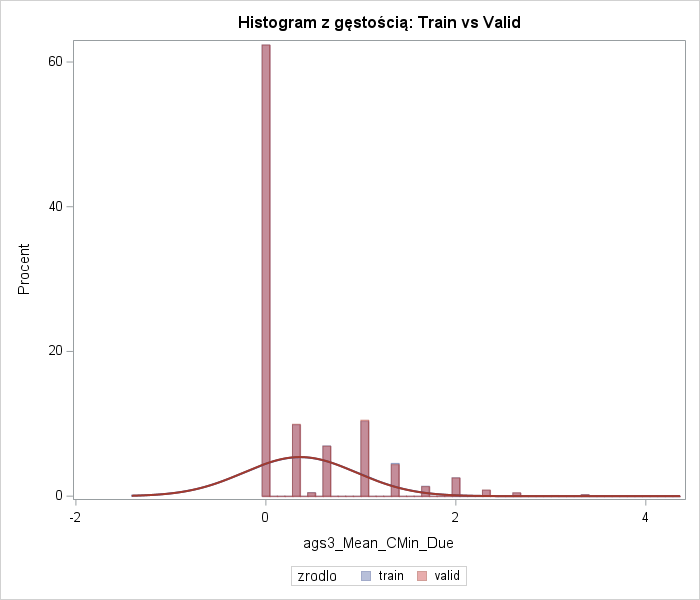 Histogram z gęstością: Train vs Valid
60
40
20
0
Procent
-2 0 2 4
ags3_Mean_CMin_Due
zrodlo train valid